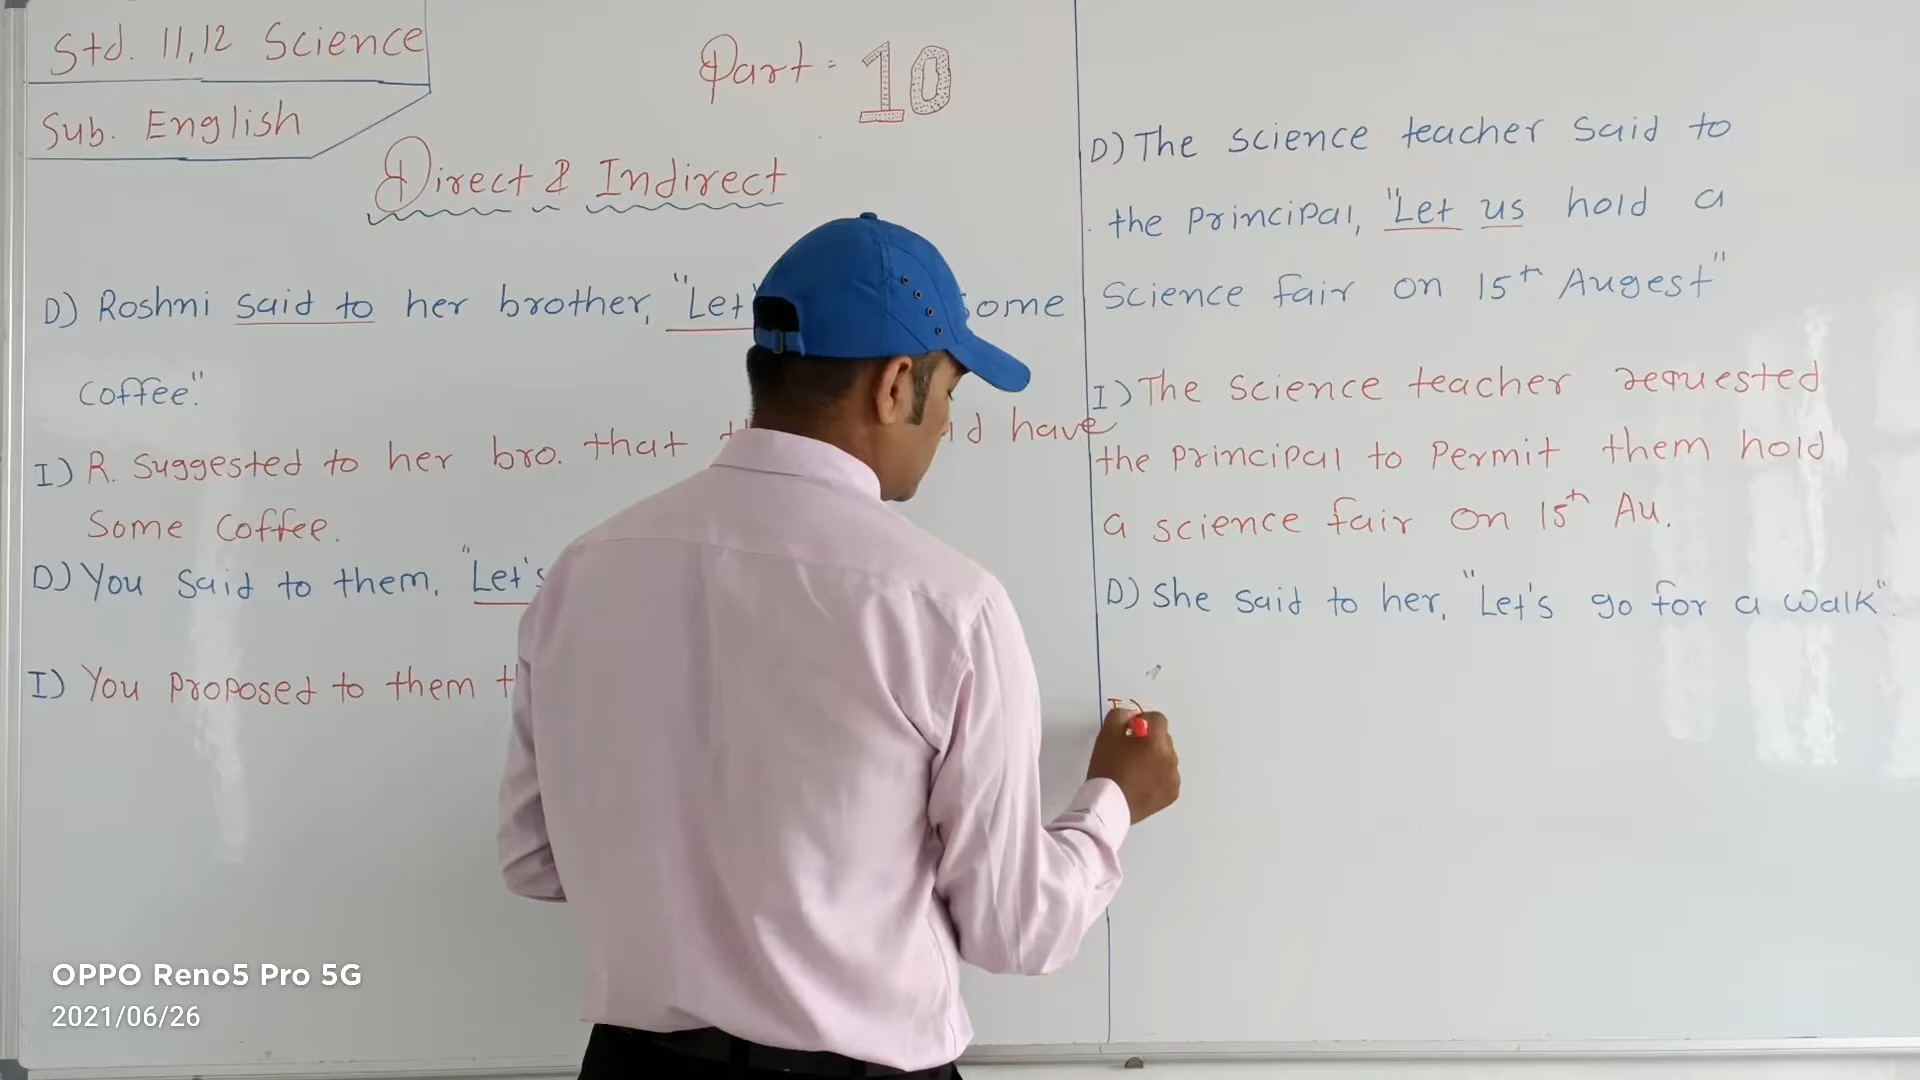 Std. 11,12 Science
Sub. English
Part = 10
Direct & Indirect
D) Roshni said to her brother, "Let' some
coffee."
I) R. suggested to her bro. that have
Some coffee.
D) You said to them, "Let's
I) You proposed to them
D) The science teacher said to
the principal, "Let us hold a
Science fair on 15th Augest"
I) The science teacher requested
the principal to permit them hold
a science fair on 15th Au.
D) She said to her, "Let's go for a walk".
I)
OPPO Reno5 Pro 5G
2021/06/26